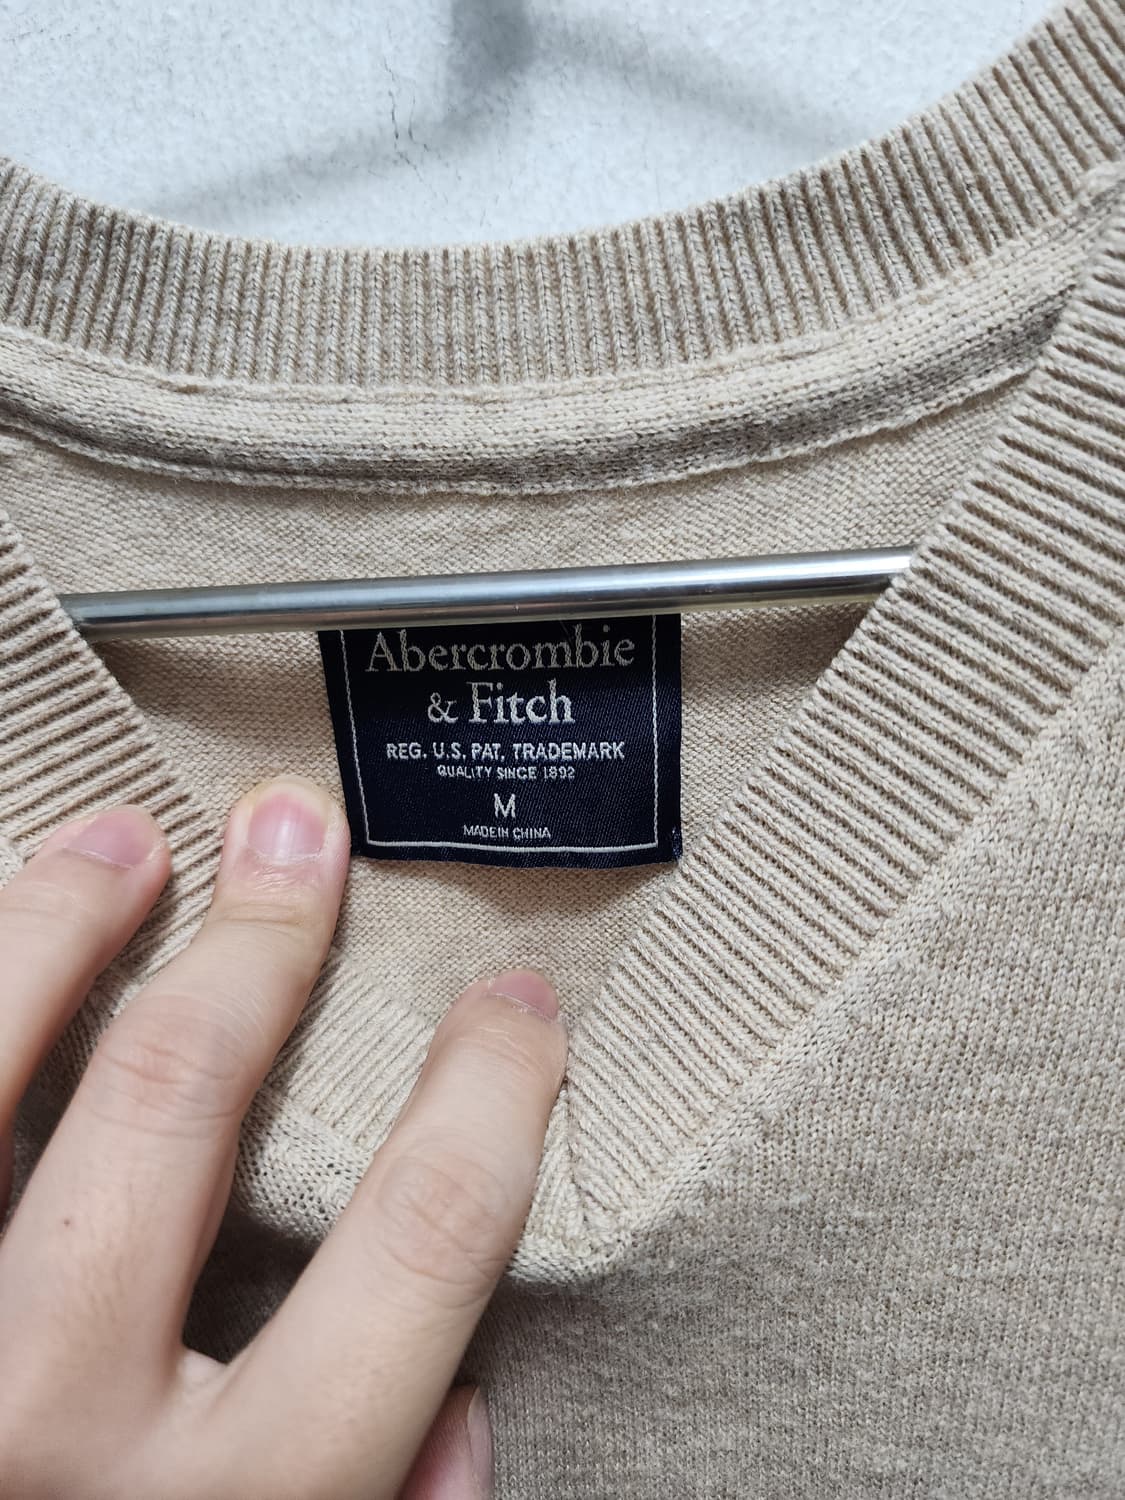 Abercrombie
& Fitch
REG. U.S. PAT. TRADEMARK
QUALITY SINCE 1892
M
MADE IN CHINA